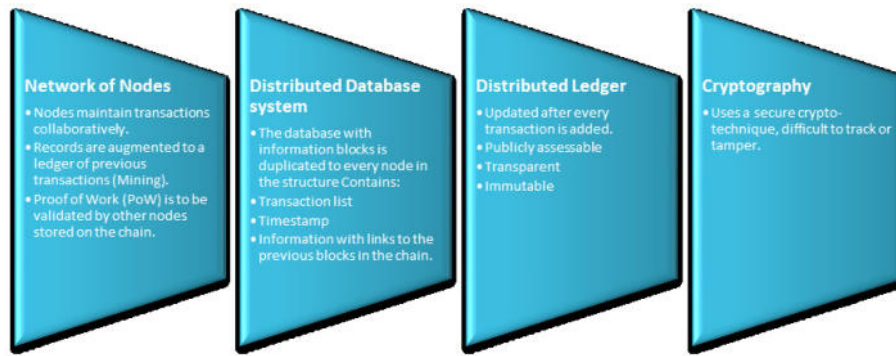 Network of Nodes
• Nodes maintain transactions
collaboratively.
• Records are augmented to a
ledger of previous
transactions (Mining).
• Proof of Work (PoW) is to be
validated by other nodes
stored on the chain.
Distributed Database
system
• The database with
information blocks is
duplicated to every node in
the structure Contains:
• Transaction list
• Timestamp
• Information with links to the
previous blocks in the chain.
Distributed Ledger
• Updated after every
transaction is added.
• Publicly assessable
• Transparent
• Immutable
Cryptography
• Uses a secure crypto-
technique, difficult to track or
tamper.